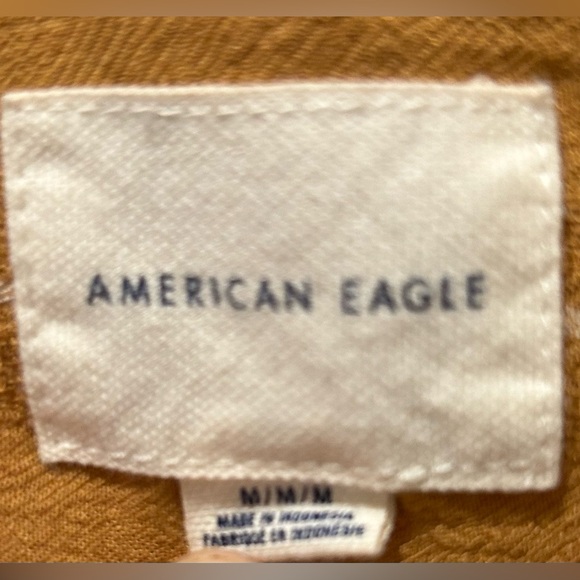 AMERICAN EAGLE
M/M/M
MADE IN INDONESIA
FABRIQUÉ EN INDONÉSIE